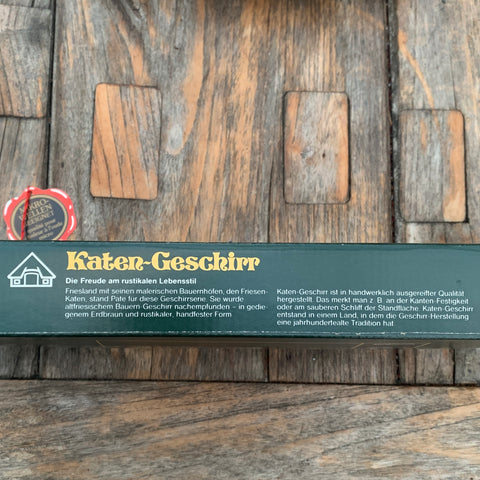 KRO-
ELLEN
EIGNET
Katen-Geschirr
Die Freude am rustikalen Lebensstil
Friesland mit seinen malerischen Bauernhöfen, den Friesen-
Katen, stand Pate für diese Geschirrserie. Sie wurde
altfriesischem Bauern-Geschirr nachempfunden – in gedie-
genem Erdbraun und rustikaler, handfester Form
Katen-Geschirr ist in handwerklich ausgereifter Qualität
hergestellt. Das merkt man z. B. an der Kanten-Festigkeit
oder am sauberen Schliff der Standfläche. Katen-Geschirr
entstand in einem Land, in dem die Geschirr-Herstellung
eine jahrhundertealte Tradition hat